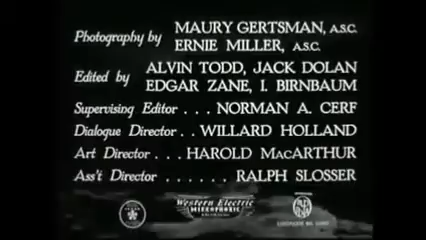 Photography by MAURY GERTSMAN, A.S.C.
ERNIE MILLER, A.S.C.
Edited by ALVIN TODD, JACK DOLAN
EDGAR ZANE, I. BIRNBAUM
Supervising Editor . . . NORMAN A. CERF
Dialogue Director . . WILLARD HOLLAND
Art Director . . . HAROLD MACARTHUR
Ass't Director . . . . . . RALPH SLOSSER
Western Electric
MIRROPHONIC